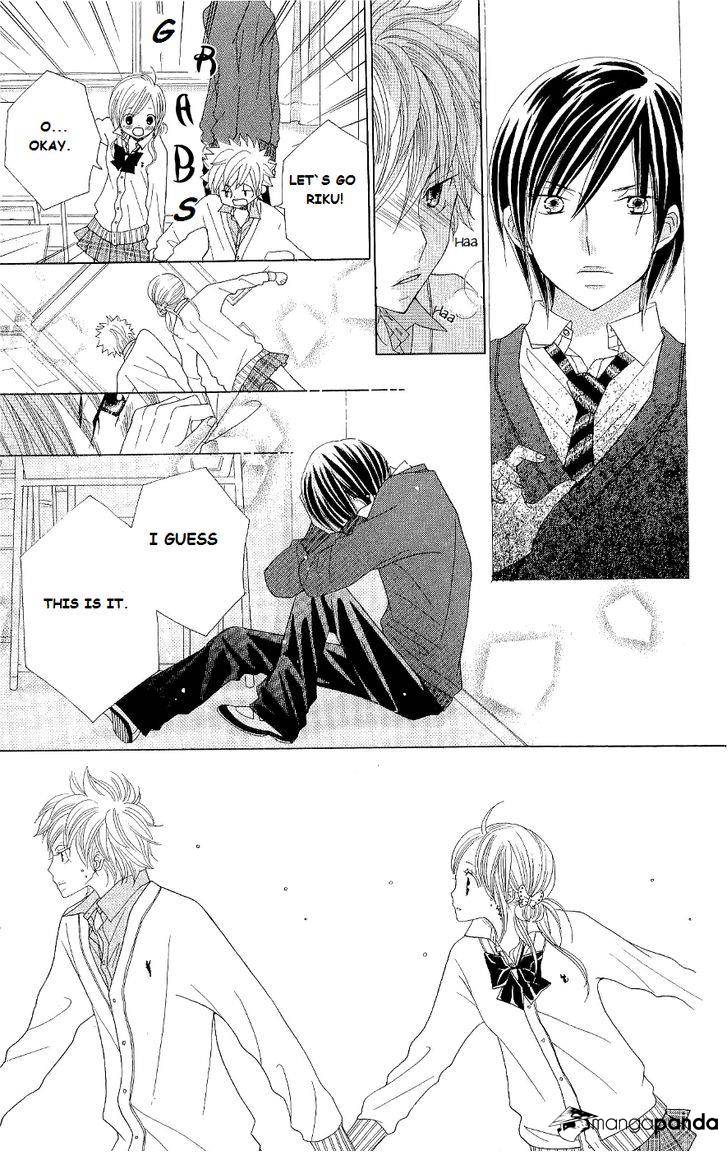 Haa
Haa
G
R
A
B
S
LET`S GO
RIKU!
O...
OKAY.
I GUESS
THIS IS IT.
mangapanda